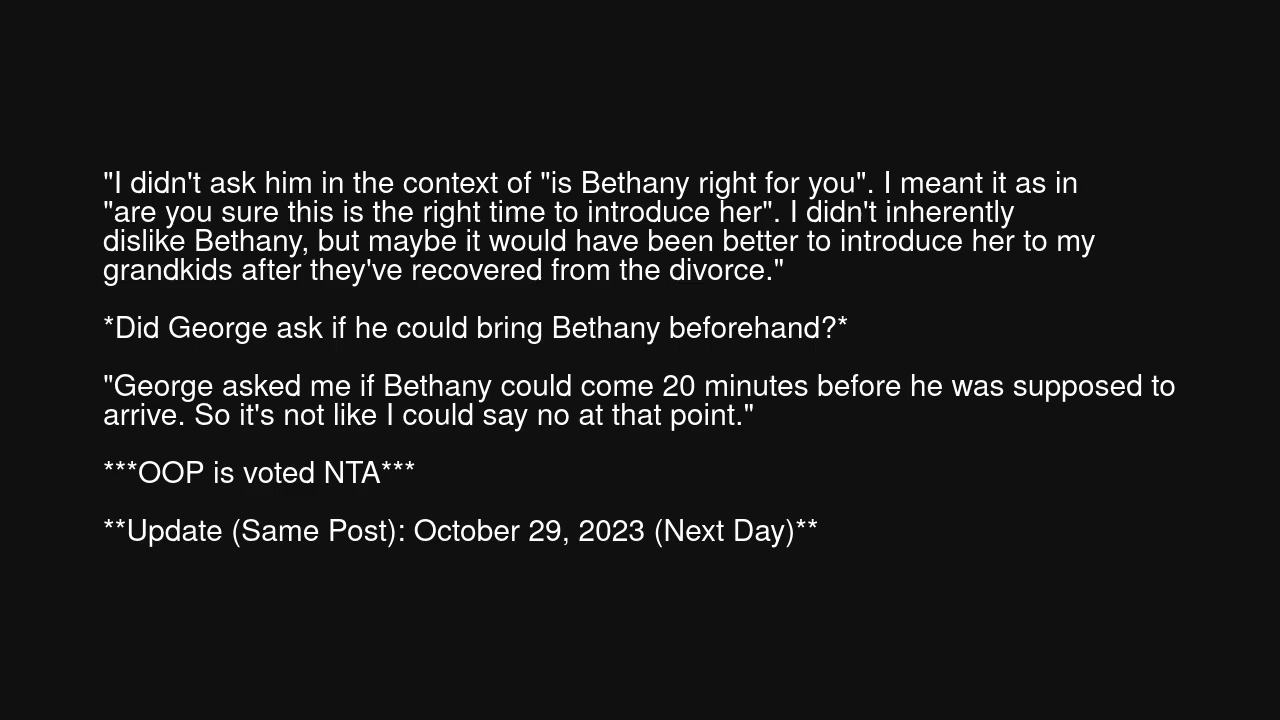 "I didn't ask him in the context of "is Bethany right for you". I meant it as in
"are you sure this is the right time to introduce her". I didn't inherently
dislike Bethany, but maybe it would have been better to introduce her to my
grandkids after they've recovered from the divorce."
*Did George ask if he could bring Bethany beforehand?*
"George asked me if Bethany could come 20 minutes before he was supposed to
arrive. So it's not like I could say no at that point."
***OOP is voted NTA***
**Update (Same Post): October 29, 2023 (Next Day)**